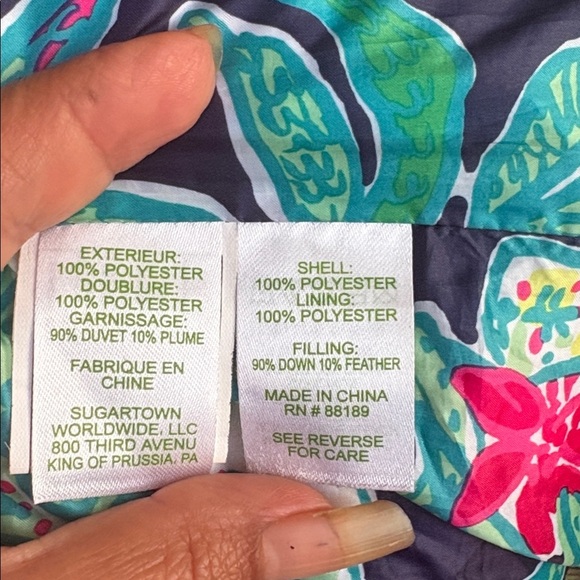 EXTERIEUR:
100% POLYESTER
DOUBLURE:
100% POLYESTER
GARNISSAGE:
90% DUVET 10% PLUME
FABRIQUE EN
CHINE
SUGARTOWN
WORLDWIDE, LLC
800 THIRD AVENU
KING OF PRUSSIA, PA
SHELL:
100% POLYESTER
LINING:
100% POLYESTER
FILLING:
90% DOWN 10% FEATHER
MADE IN CHINA
RN # 88189
SEE REVERSE
FOR CARE